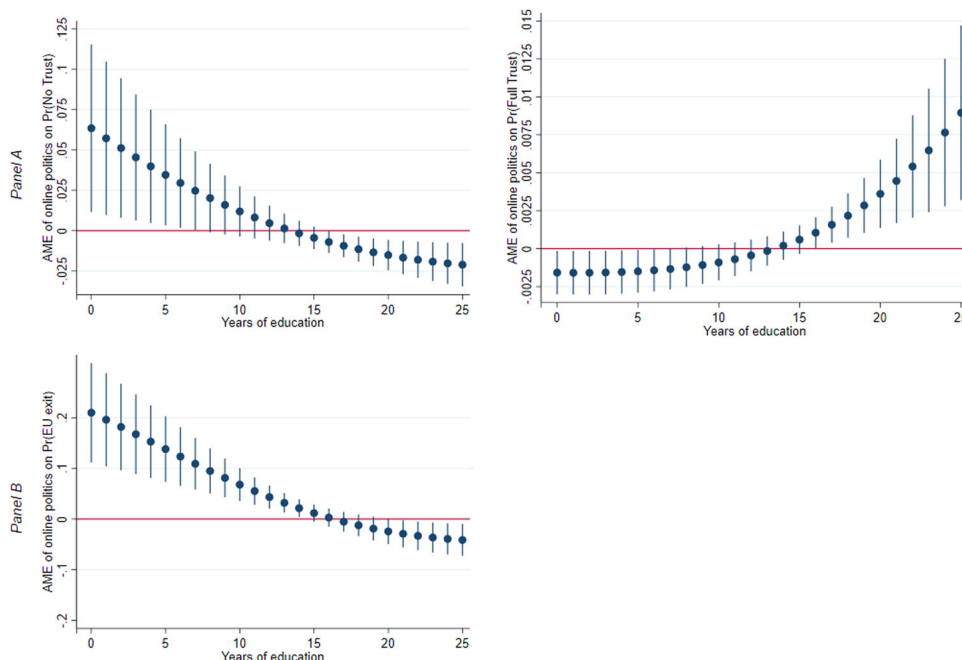 Panel A
AME of online politics on Pr(No Trust)
.125
.1
.075
.05
.025
0
-.025
0 5 10 15 20 25
Years of education
AME of online politics on Pr(Full Trust)
.015
.0125
.01
.0075
.005
.0025
0
-.0025
0 5 10 15 20 25
Years of education
Panel B
AME of online politics on Pr(EU exit)
.2
.1
0
-.1
-.2
0 5 10 15 20 25
Years of education